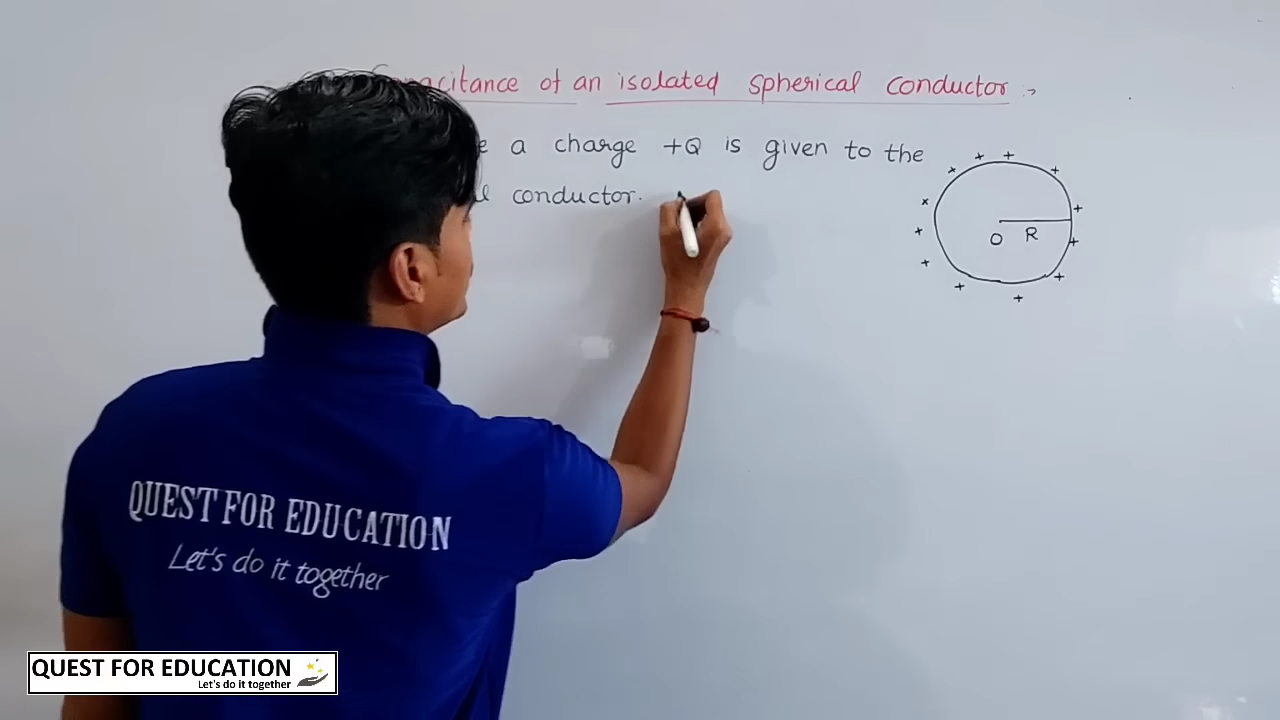 of an isolated spherical conductor :-
a charge +Q is given to the
conductor.
O R
QUEST FOR EDUCATION
Let's do it together
QUEST FOR EDUCATION
Let's do it together